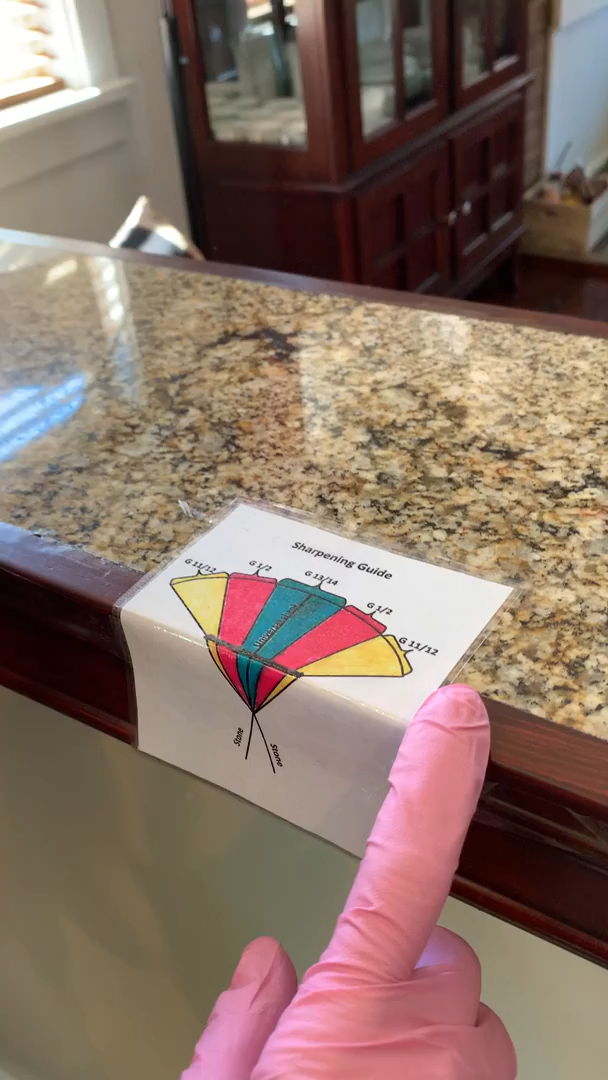 Sharpening Guide
G 11/12
G 1/2
G 13/14
G 1/2
G 11/12
Stone
Stone